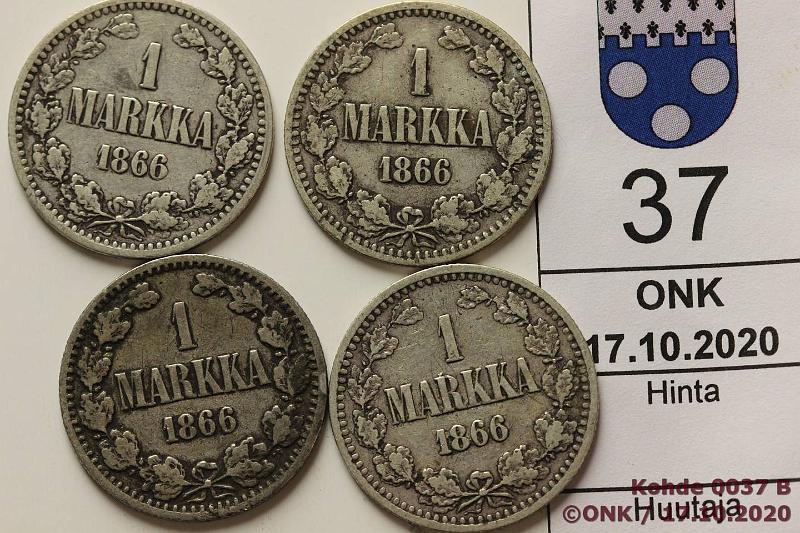 1
MARKKA
1866
1
MARKKA
1866
1
MARKKA
1866
1
MARKKA
1866
37
ONK
17.10.2020
Hinta
Huutaja
Kohde 0037 B
©ONK / 17.10.2020